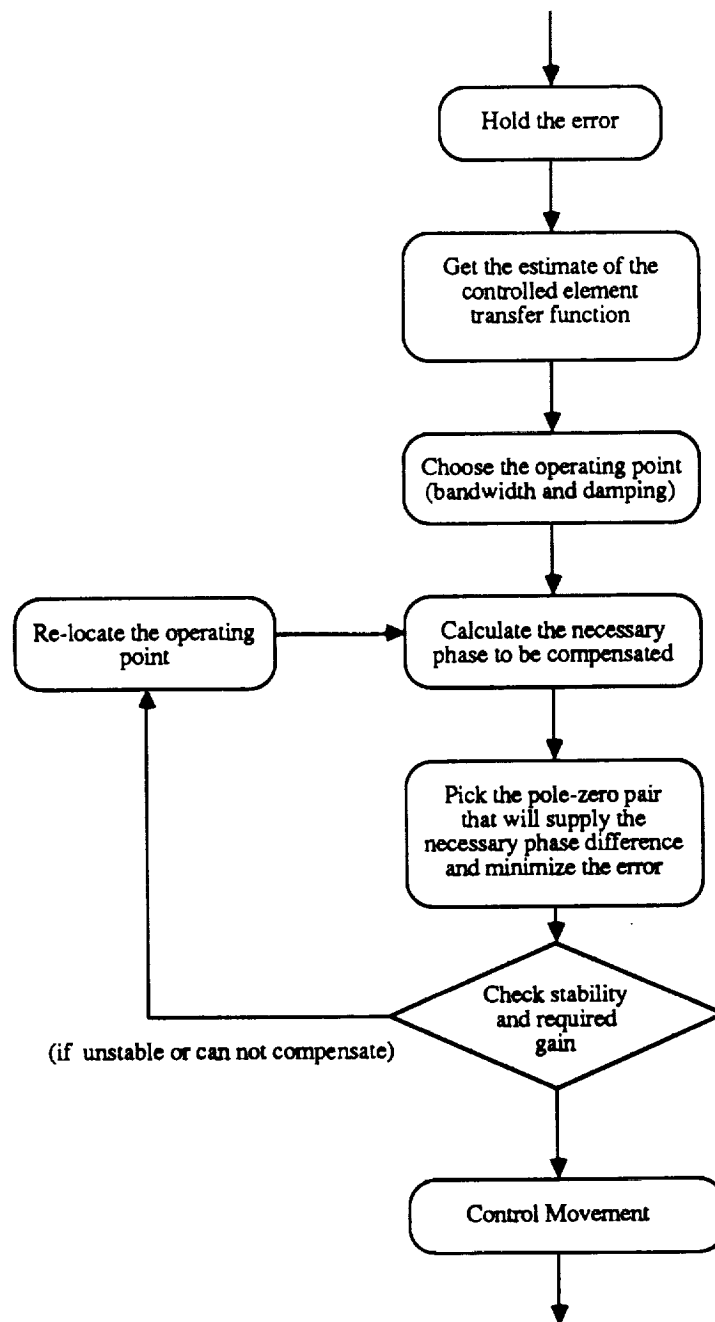 Hold the error
Get the estimate of the
controlled element
transfer function
Choose the operating point
(bandwidth and damping)
Re-locate the operating
point
Calculate the necessary
phase to be compensated
Pick the pole-zero pair
that will supply the
necessary phase difference
and minimize the error
Check stability
and required
gain
(if unstable or can not compensate)
Control Movement